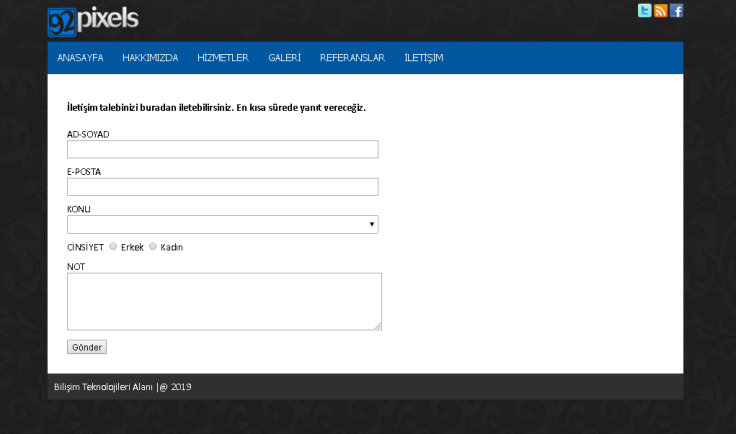 92pixels
ANASAYFA HAKKIMIZDA HİZMETLER GALERİ REFERANSLAR İLETİŞİM
İletişim talebinizi buradan iletebilirsiniz. En kısa sürede yanıt vereceğiz.
AD-SOYAD
E-POSTA
KONU
CİNSİYET Erkek Kadın
NOT
Gönder
Bilişim Teknolojileri Alanı |@ 2019